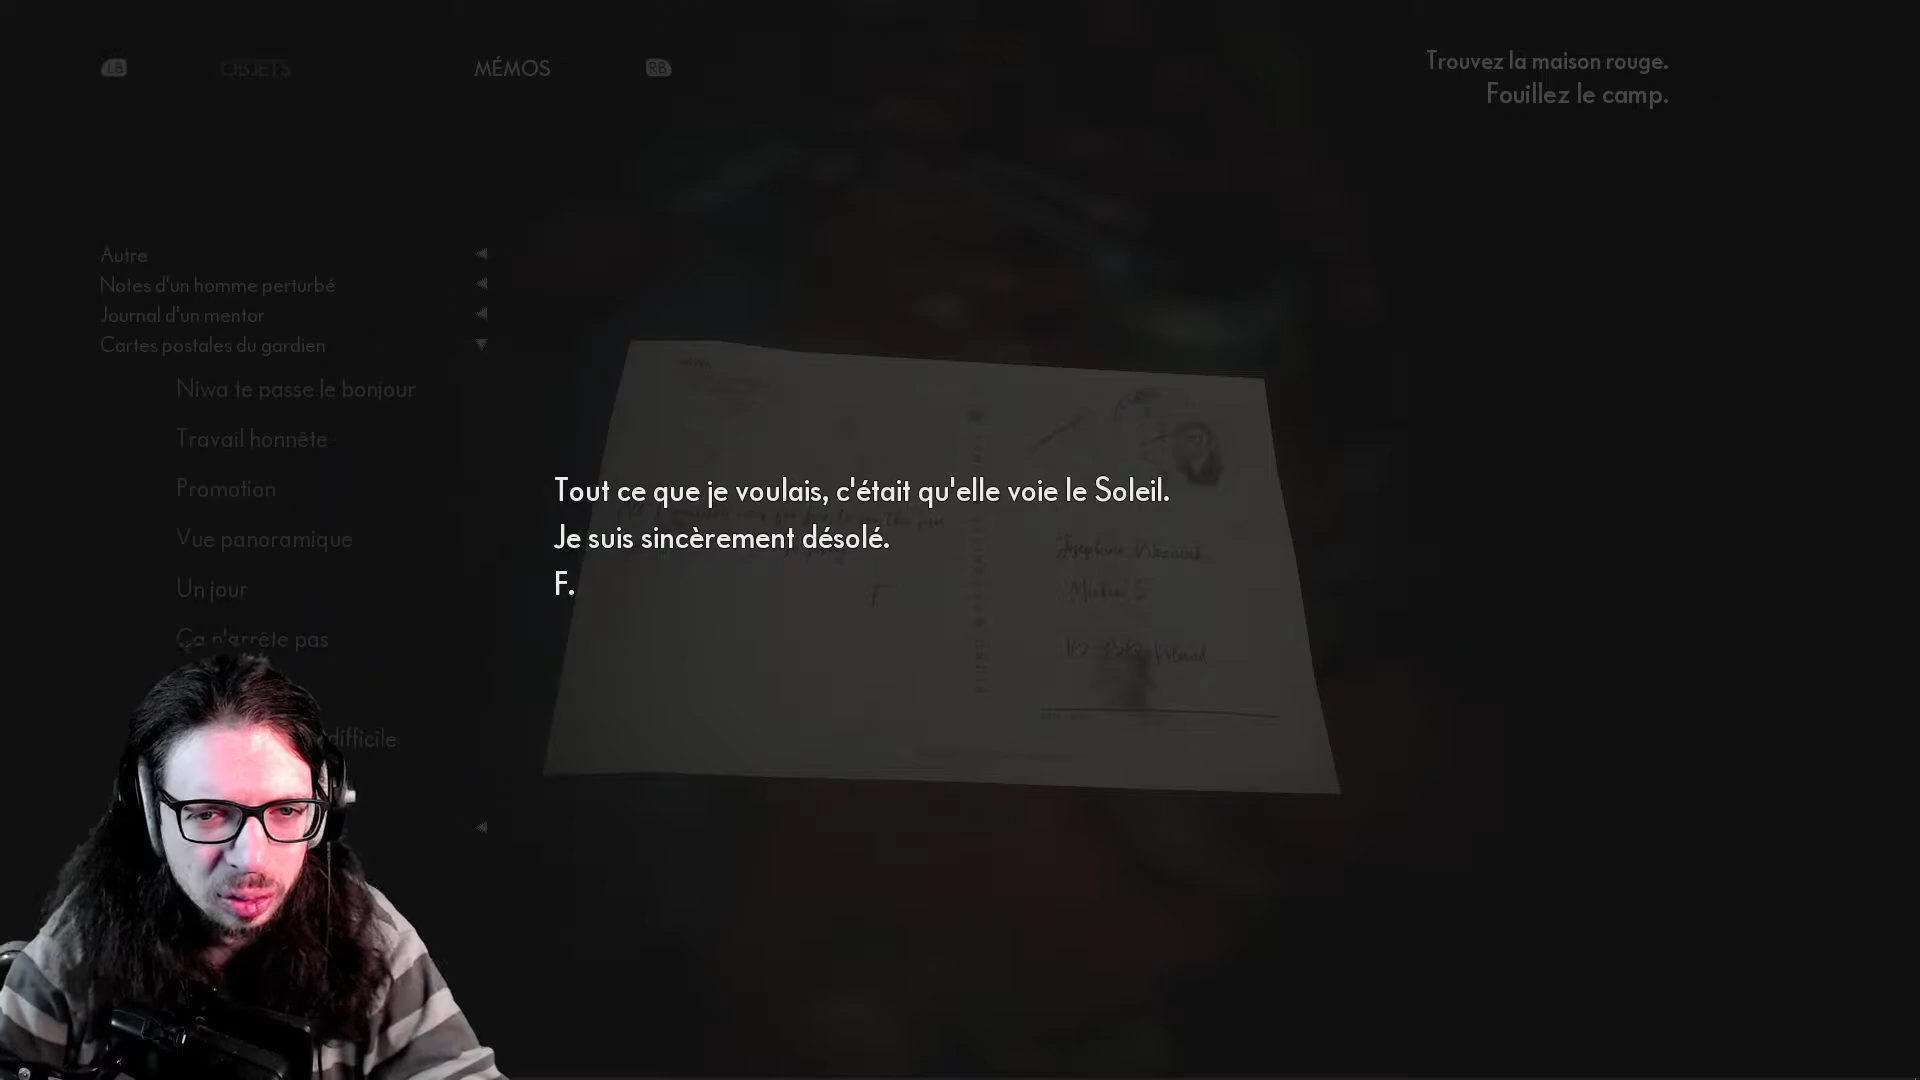 LB
OBJETS
MÉMOS
RB
Trouvez la maison rouge.
Fouillez le camp.
Autre
Notes d'un homme perturbé
Journal d'un mentor
Cartes postales du gardien
Niwa te passe le bonjour
Travail honnête
Promotion
Vue panoramique
Un jour
Ça n'arrête pas
difficile
Tout ce que je voulais, c'était qu'elle voie le Soleil.
Je suis sincèrement désolé.
F.
F